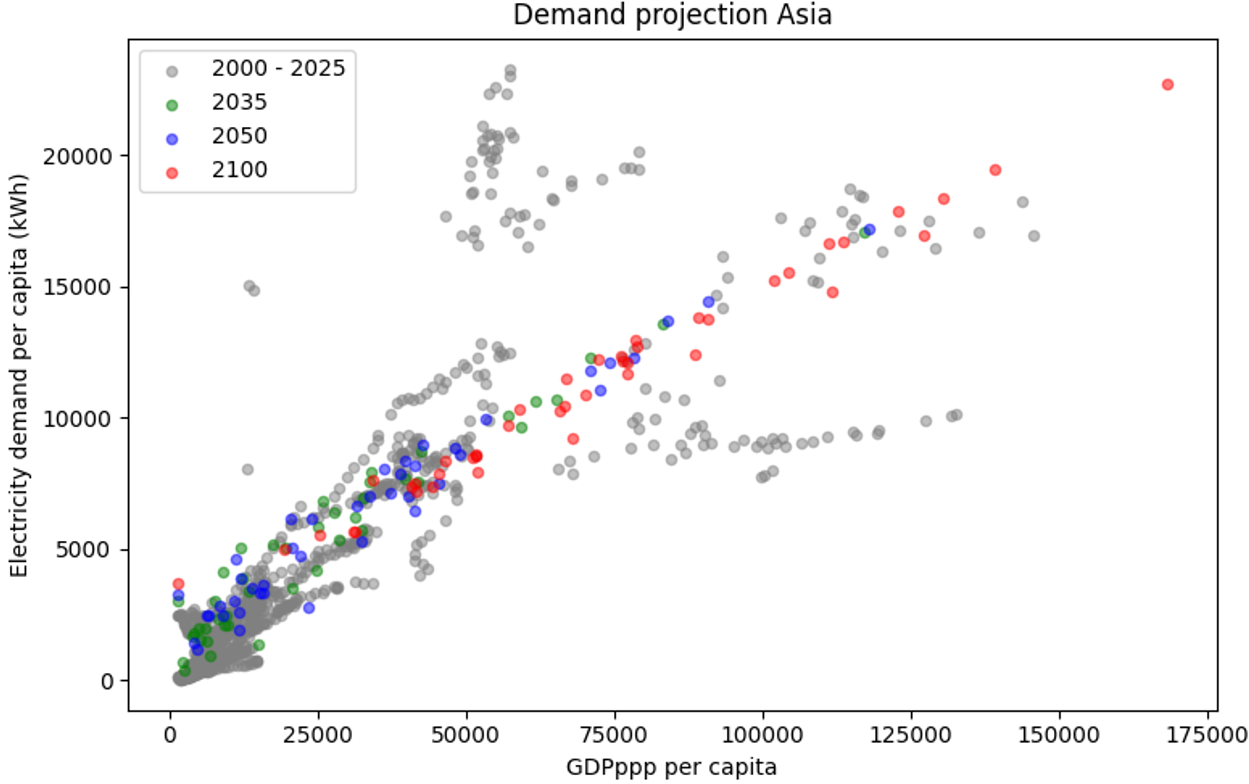 Demand projection Asia
2000 - 2025
2035
2050
2100
Electricity demand per capita (kWh)
20000
15000
10000
5000
0
0 25000 50000 75000 100000 125000 150000 175000
GDPppp per capita